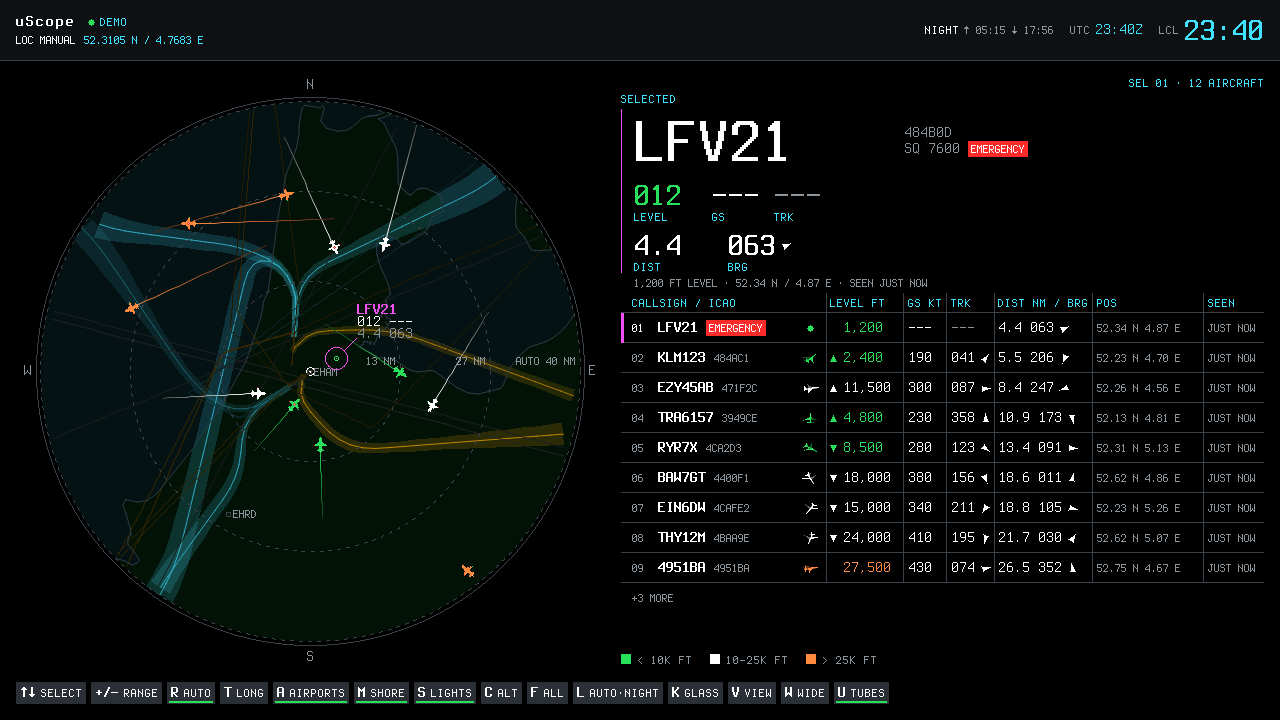 uScope DEMO
LOC MANUAL 52.3105 N / 4.7683 E
NIGHT ↑ 05:15 ↓ 17:56 UTC 23:40Z LCL 23:40
SEL 01 · 12 AIRCRAFT
N
W
E
S
LFV21
012 ---
4.4 063
13 NM
27 NM
AUTO 40 NM
EHAM
EHRD
SELECTED
LFV21
484B0D
SQ 7600 EMERGENCY
012 --- ---
LEVEL GS TRK
4.4 063
DIST BRG
1,200 FT LEVEL · 52.34 N / 4.87 E · SEEN JUST NOW
CALLSIGN / ICAO LEVEL FT GS KT TRK DIST NM / BRG POS SEEN
01 LFV21 EMERGENCY 1,200 --- --- 4.4 063 52.34 N 4.87 E JUST NOW
02 KLM123 484AC1 ▲ 2,400 190 041 5.5 206 52.23 N 4.70 E JUST NOW
03 EZY45AB 471F2C ▲ 11,500 300 087 8.4 247 52.26 N 4.56 E JUST NOW
04 TRA6157 3949CE ▲ 4,800 230 358 10.9 173 52.13 N 4.81 E JUST NOW
05 RYR7X 4CA2D3 ▼ 8,500 280 123 13.4 091 52.31 N 5.13 E JUST NOW
06 BAW7GT 4400F1 ▼ 18,000 380 156 18.6 011 52.62 N 4.86 E JUST NOW
07 EIN6DW 4CAFE2 ▼ 15,000 340 211 18.8 105 52.23 N 5.26 E JUST NOW
08 THY12M 4BAA9E ▼ 24,000 410 195 21.7 030 52.62 N 5.07 E JUST NOW
09 4951BA 4951BA 27,500 430 074 26.5 352 52.75 N 4.67 E JUST NOW
+3 MORE
< 10K FT 10-25K FT > 25K FT
↑↓ SELECT +/- RANGE R AUTO T LONG A AIRPORTS M SHORE S LIGHTS C ALT F ALL L AUTO·NIGHT K GLASS V VIEW W WIDE U TUBES